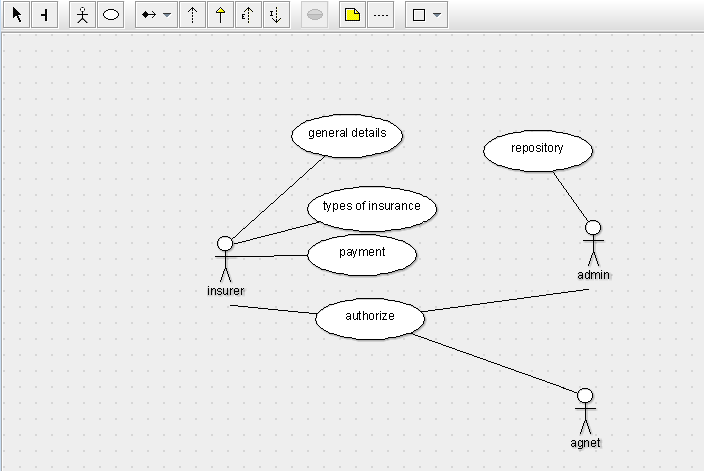 general details
repository
types of insurance
payment
insurer
admin
authorize
agnet